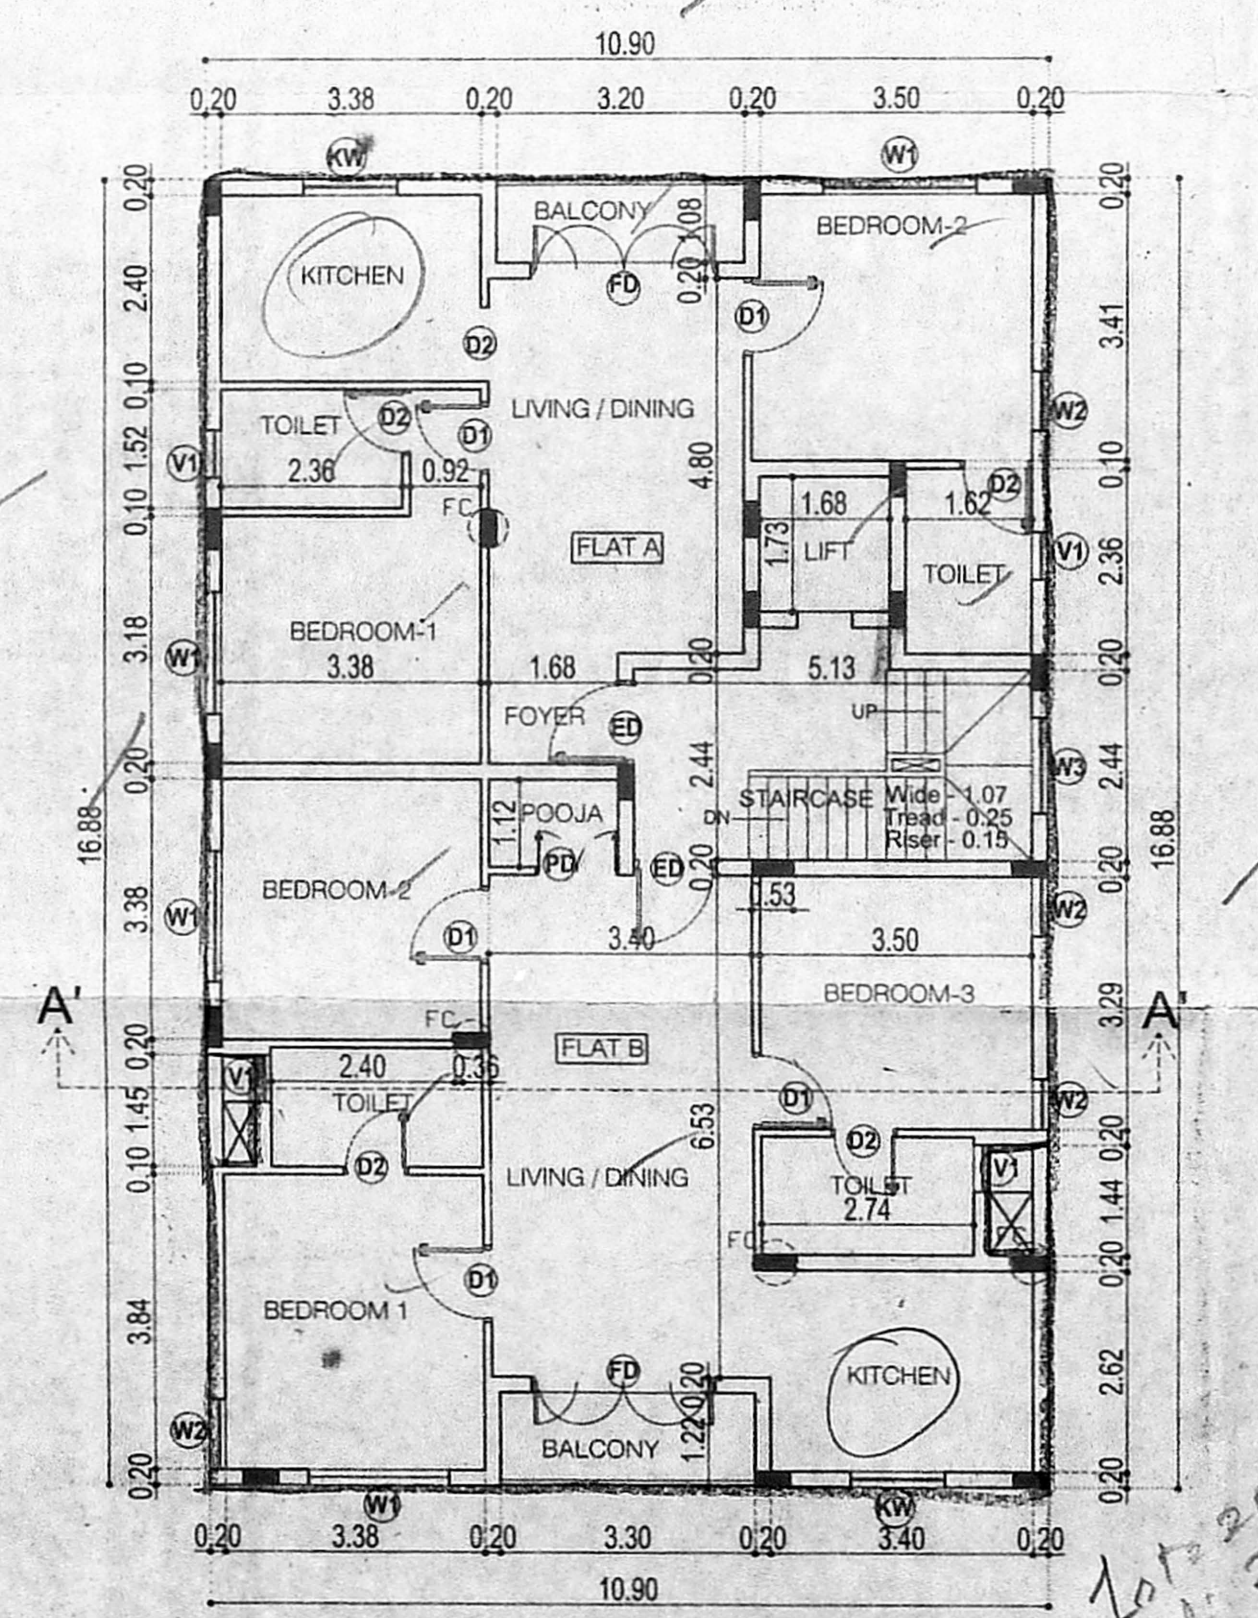 10.90
0.20 3.38 0.20 3.20 0.20 3.50 0.20
KW W1
0.20 BALCONY 1.08 BEDROOM-2 0.20
2.40 KITCHEN FD 0.20 D1 3.41
D2
0.10 LIVING / DINING W2
TOILET D2 D1
1.52 V1 2.36 0.92 4.80 0.10
FC 1.68 D2 1.62
0.10 FLAT A 1.73 LIFT TOILET V1 2.36
3.18 BEDROOM-1
W1 3.38 1.68 0.20 5.13 0.20
FOYER ED UP
0.20 2.44 W3 2.44
STAIRCASE Wide - 1.07
1.12 POOJA DN Tread - 0.25
16.88 Riser - 0.15 16.88
PD ED 0.20 0.20
BEDROOM-2 .53 W2
3.38 W1 D1 3.40 3.50
BEDROOM-3 3.29
A' FC A'
0.20 FLAT B
V1 2.40 0.36
1.45 TOILET D1 W2
6.53 0.20
0.10 D2 D2 V1
LIVING / DINING TOILET
2.74 1.44
FC FC
D1 0.20
BEDROOM 1
3.84 FD 0.20 KITCHEN 2.62
W2 1.22
BALCONY
0.20 0.20
W1 KW
0.20 3.38 0.20 3.30 0.20 3.40 0.20
10.90